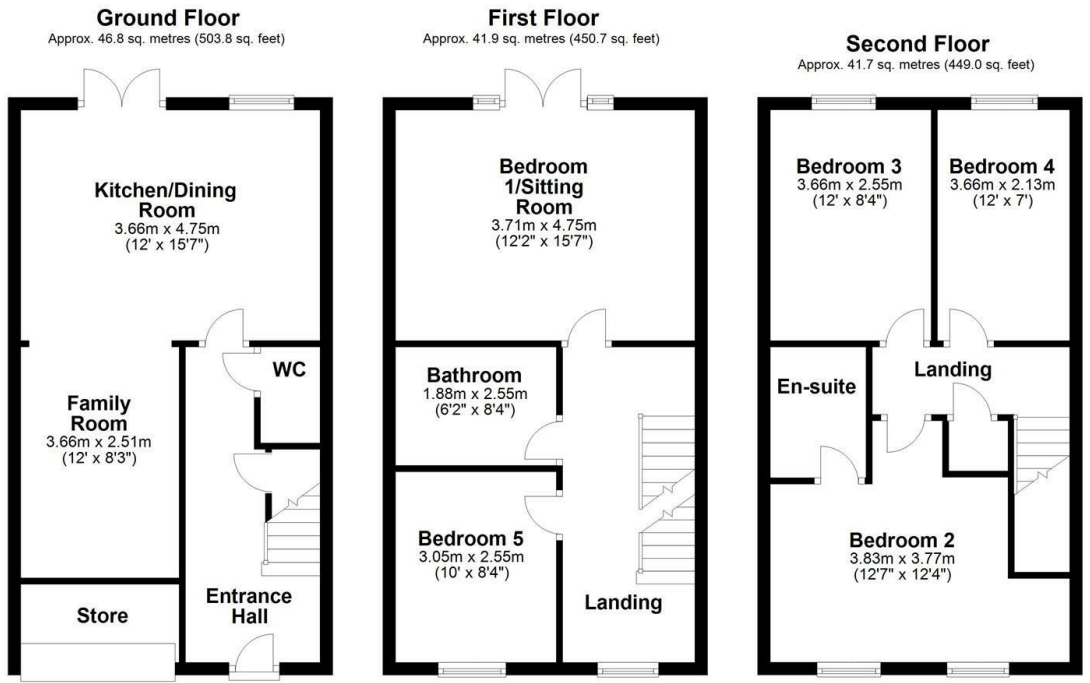 Ground Floor
Approx. 46.8 sq. metres (503.8 sq. feet)
Kitchen/Dining
Room
3.66m x 4.75m
(12' x 15'7")
WC
Family
Room
3.66m x 2.51m
(12' x 8'3")
Entrance
Hall
Store
First Floor
Approx. 41.9 sq. metres (450.7 sq. feet)
Bedroom
1/Sitting
Room
3.71m x 4.75m
(12'2" x 15'7")
Bathroom
1.88m x 2.55m
(6'2" x 8'4")
Bedroom 5
3.05m x 2.55m
(10' x 8'4")
Landing
Second Floor
Approx. 41.7 sq. metres (449.0 sq. feet)
Bedroom 3
3.66m x 2.55m
(12' x 8'4")
Bedroom 4
3.66m x 2.13m
(12' x 7')
Landing
En-suite
Bedroom 2
3.83m x 3.77m
(12'7" x 12'4")